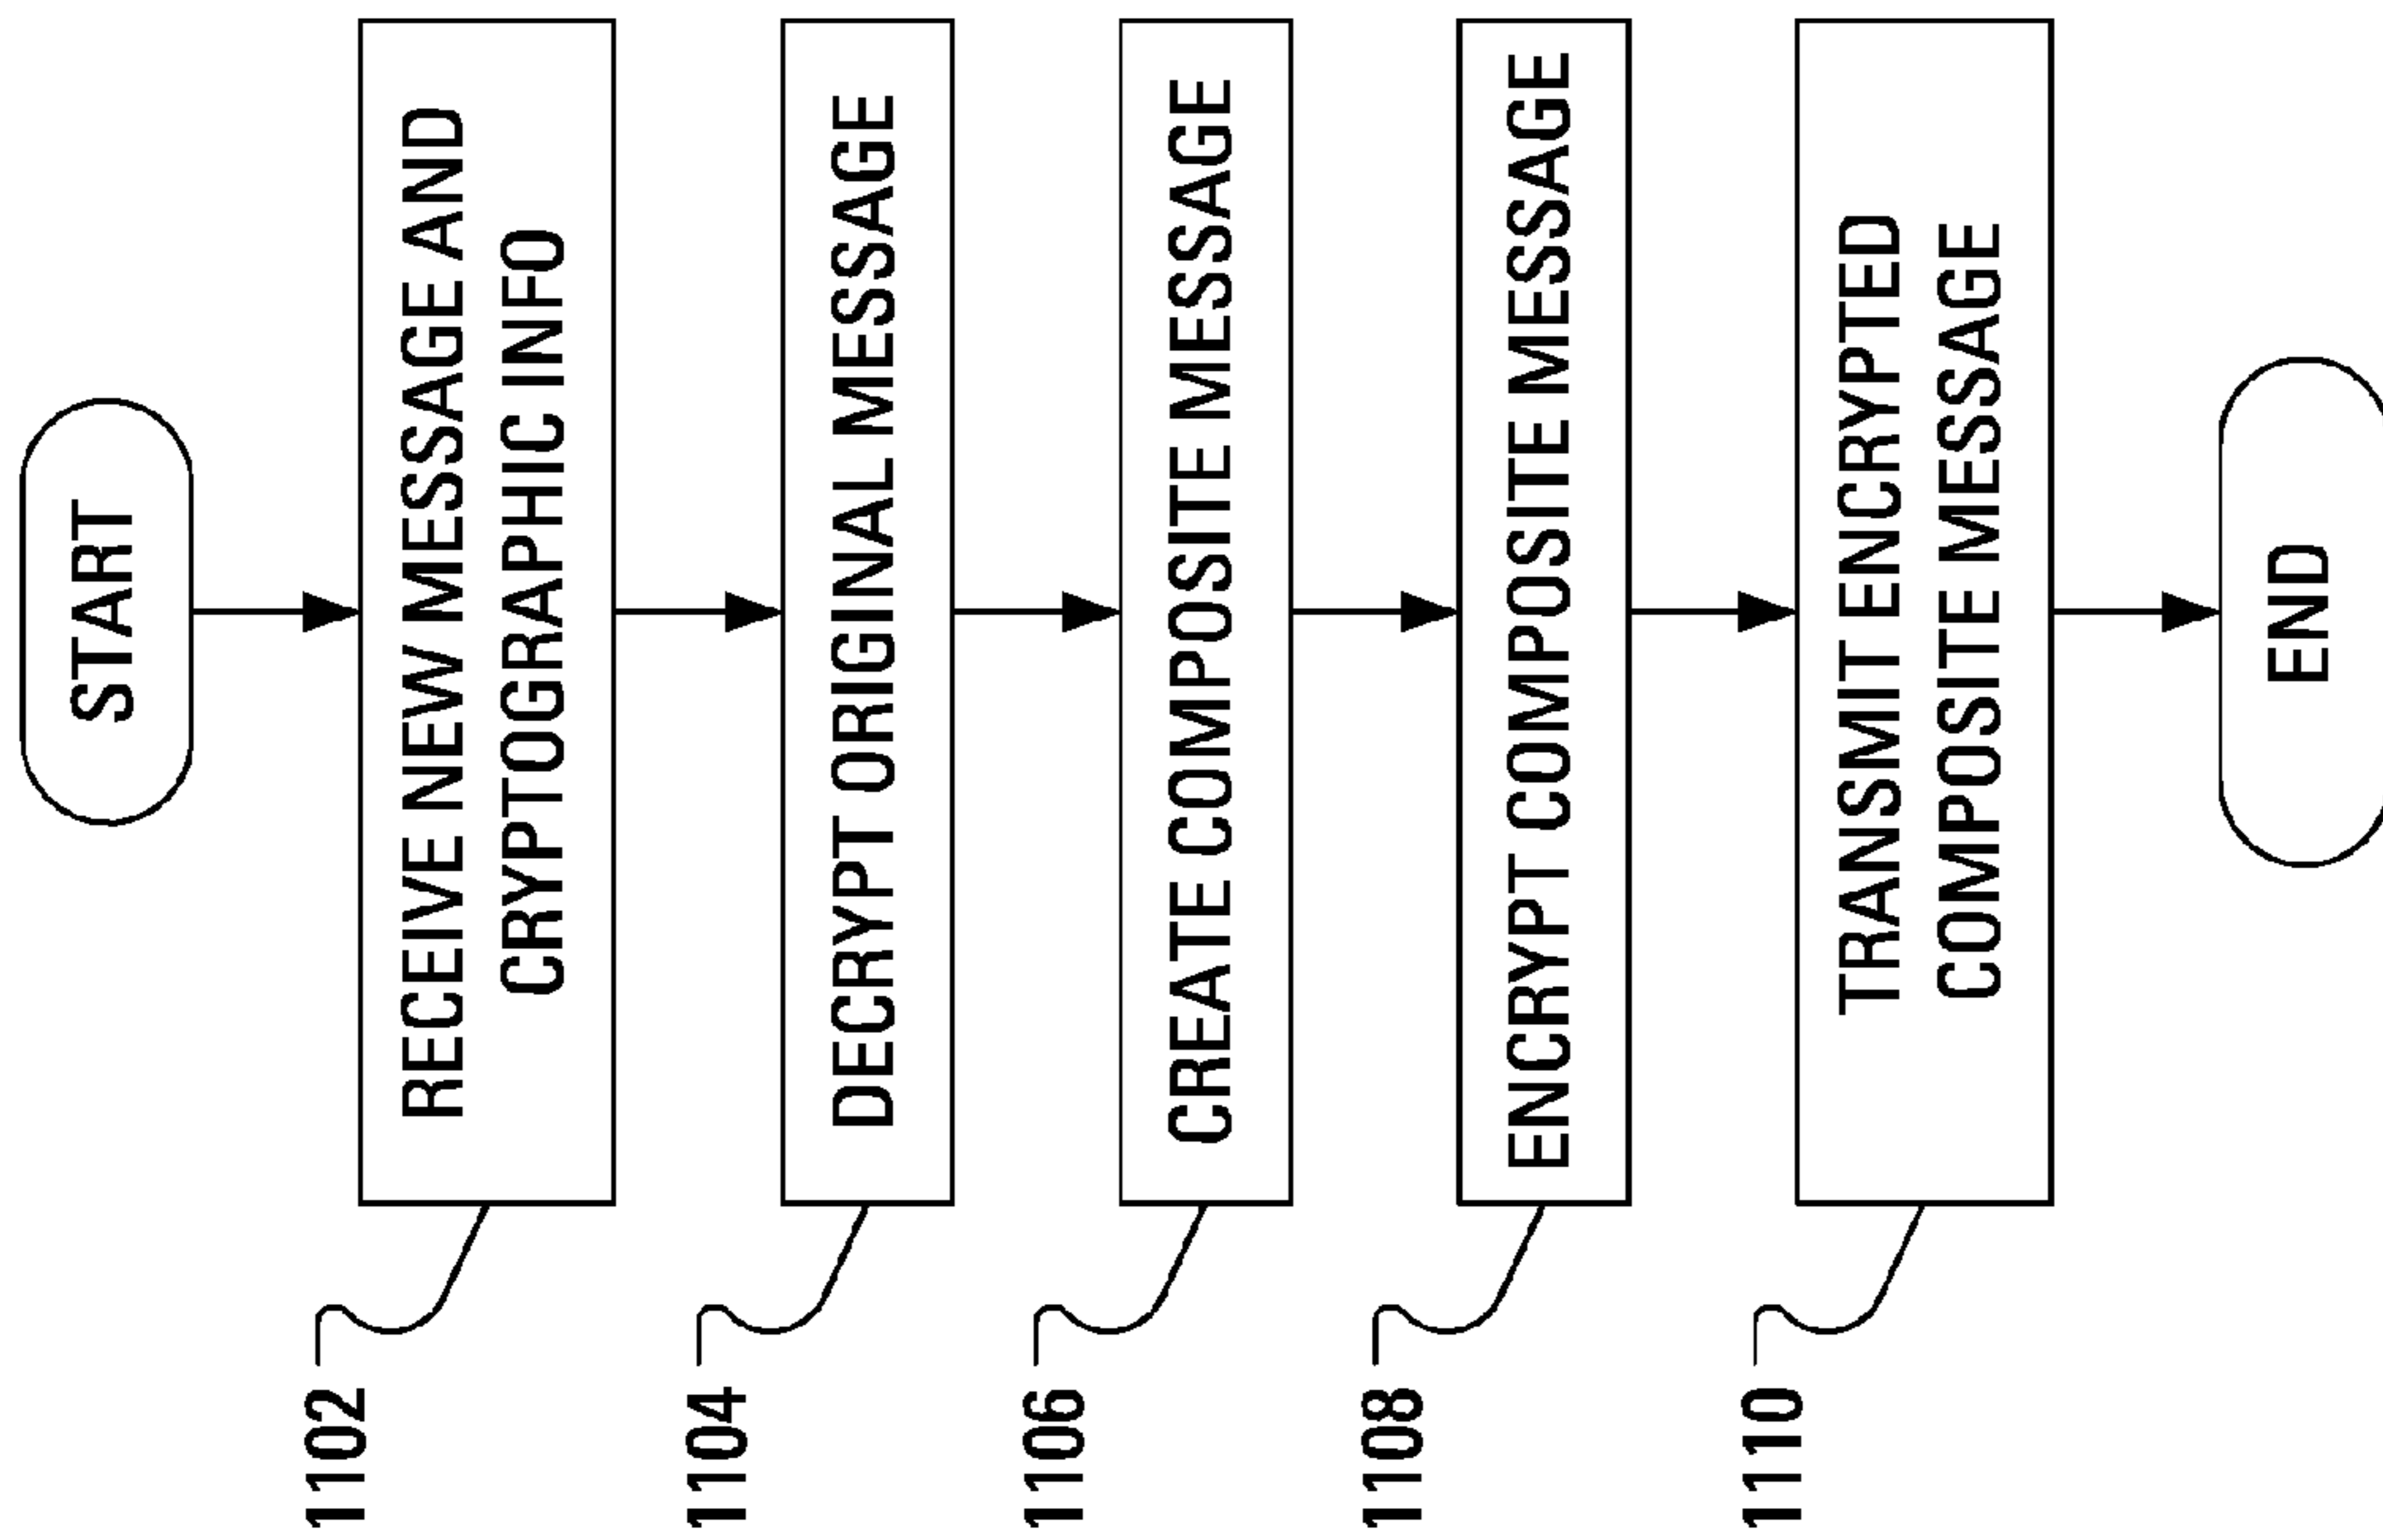 START
1102
RECEIVE NEW MESSAGE AND
CRYPTOGRAPHIC INFO
1104
DECRYPT ORIGINAL MESSAGE
1106
CREATE COMPOSITE MESSAGE
1108
ENCRYPT COMPOSITE MESSAGE
1110
TRANSMIT ENCRYPTED
COMPOSITE MESSAGE
END